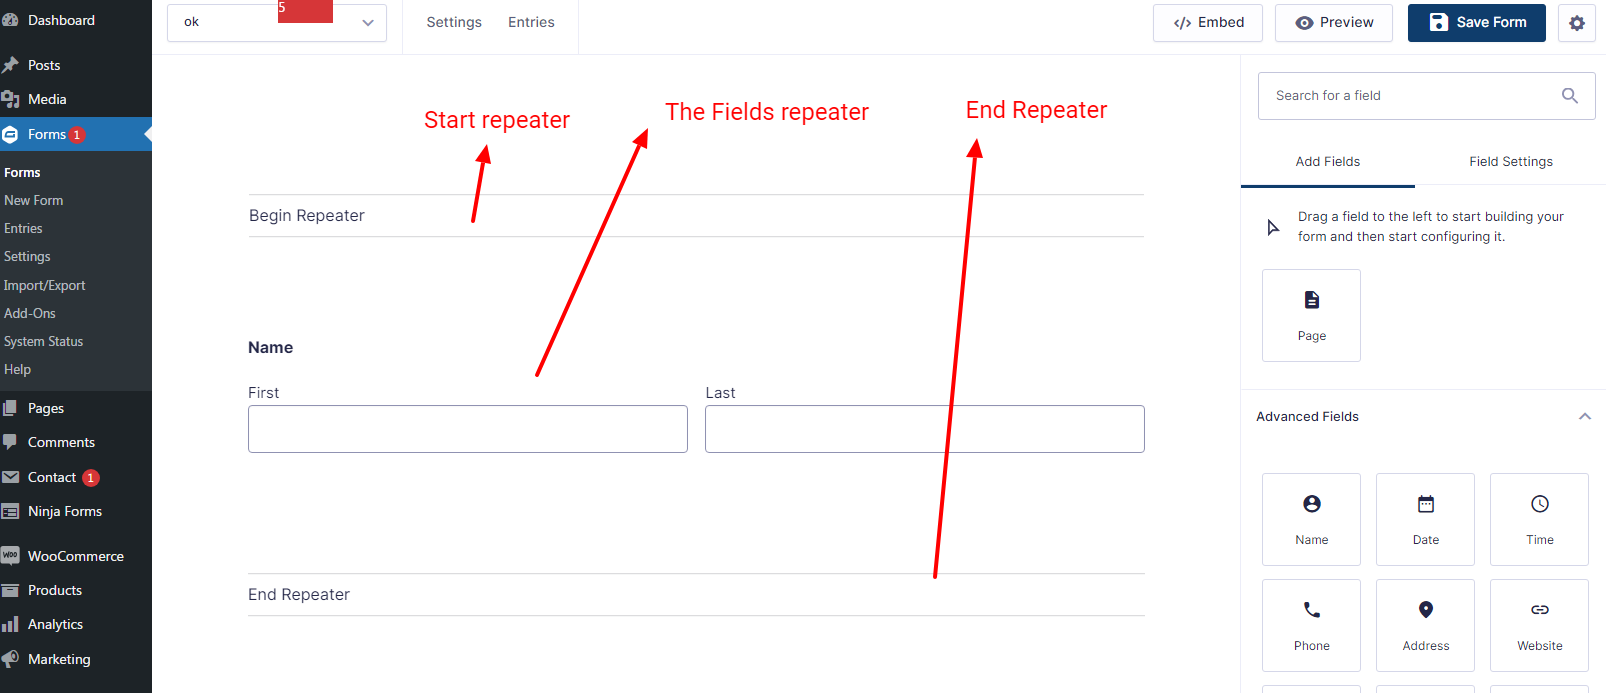 Dashboard
Posts
Media
Forms 1
Forms
New Form
Entries
Settings
Import/Export
Add-Ons
System Status
Help
Pages
Comments
Contact 1
Ninja Forms
WooCommerce
Products
Analytics
Marketing
ok
5
Settings
Entries
</> Embed
Preview
Save Form
Start repeater
The Fields repeater
End Repeater
Begin Repeater
Name
First
Last
End Repeater
Search for a field
Add Fields
Field Settings
Drag a field to the left to start building your
form and then start configuring it.
Page
Advanced Fields
Name
Date
Time
Phone
Address
Website